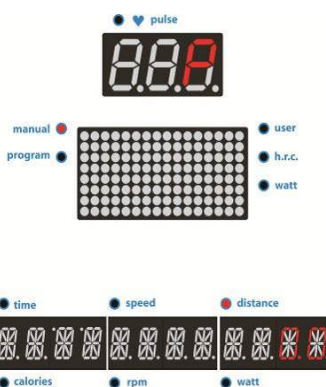 pulse
P
manual
user
program
h.r.c.
watt
time
speed
distance
calories
rpm
watt